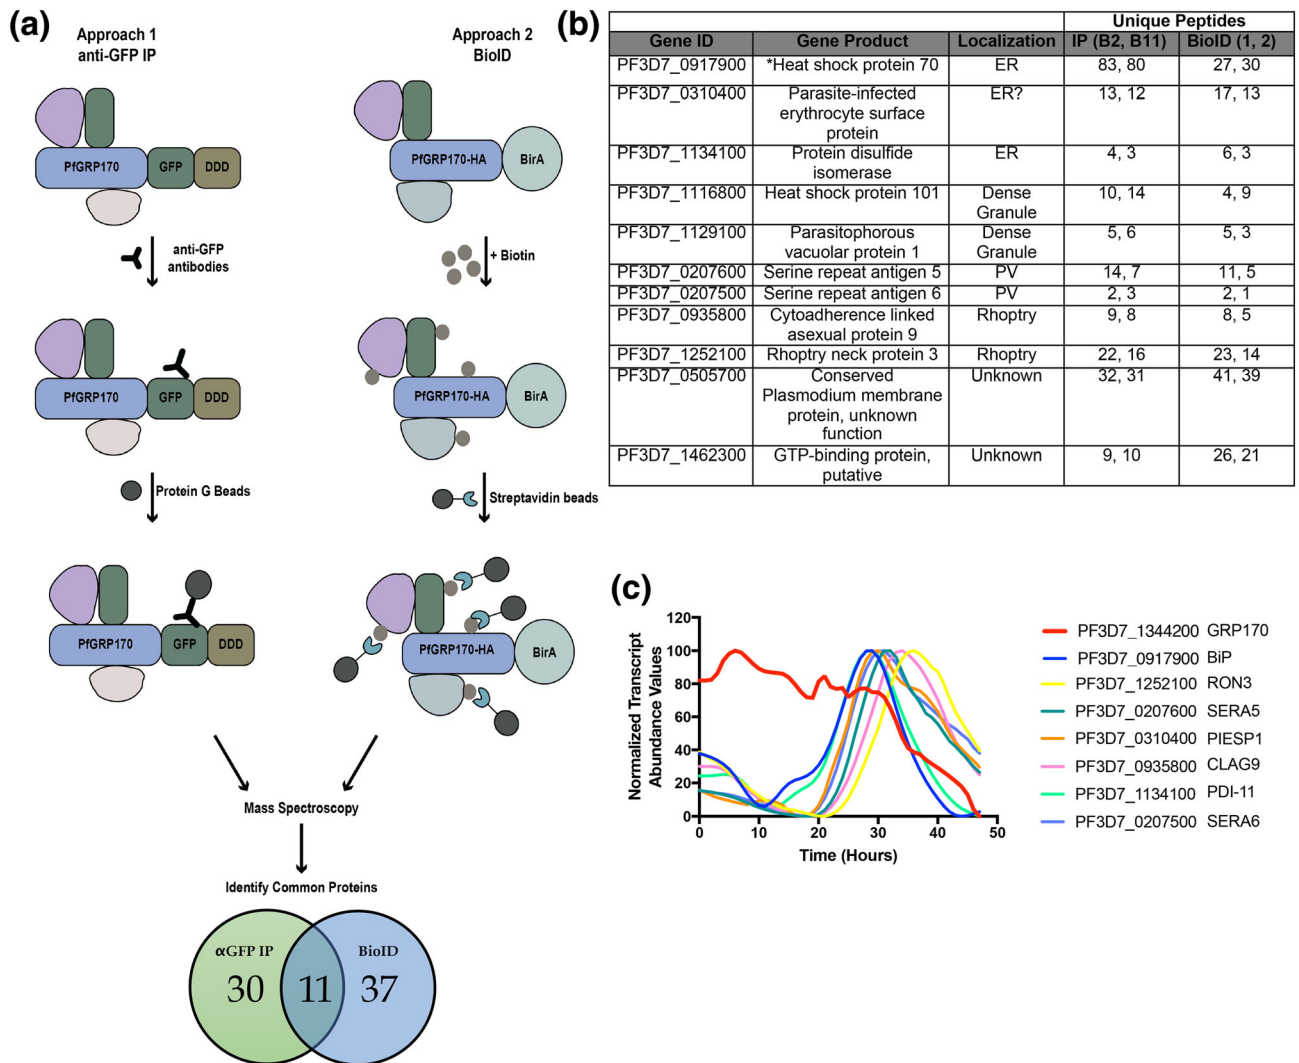 (a)
Approach 1
anti-GFP IP
Approach 2
BioID
PfGRP170
GFP
DDD
PfGRP170-HA
BirA
anti-GFP
antibodies
+ Biotin
PfGRP170
GFP
DDD
PfGRP170-HA
BirA
Protein G Beads
Streptavidin beads
PfGRP170
GFP
DDD
PfGRP170-HA
BirA
Mass Spectroscopy
Identify Common Proteins
αGFP IP
30
11
BioID
37
(b)
Unique Peptides
Gene ID Gene Product Localization IP (B2, B11) BioID (1, 2)
PF3D7_0917900 *Heat shock protein 70 ER 83, 80 27, 30
PF3D7_0310400 Parasite-infected ER? 13, 12 17, 13
erythrocyte surface
protein
PF3D7_1134100 Protein disulfide ER 4, 3 6, 3
isomerase
PF3D7_1116800 Heat shock protein 101 Dense 10, 14 4, 9
Granule
PF3D7_1129100 Parasitophorous Dense 5, 6 5, 3
vacuolar protein 1 Granule
PF3D7_0207600 Serine repeat antigen 5 PV 14, 7 11, 5
PF3D7_0207500 Serine repeat antigen 6 PV 2, 3 2, 1
PF3D7_0935800 Cytoadherence linked Rhoptry 9, 8 8, 5
asexual protein 9
PF3D7_1252100 Rhoptry neck protein 3 Rhoptry 22, 16 23, 14
PF3D7_0505700 Conserved Unknown 32, 31 41, 39
Plasmodium membrane
protein, unknown
function
PF3D7_1462300 GTP-binding protein, Unknown 9, 10 26, 21
putative
(c)
Normalized Transcript
Abundance Values
120
100
80
60
40
20
0
0 10 20 30 40 50
Time (Hours)
PF3D7_1344200 GRP170
PF3D7_0917900 BiP
PF3D7_1252100 RON3
PF3D7_0207600 SERA5
PF3D7_0310400 PIESP1
PF3D7_0935800 CLAG9
PF3D7_1134100 PDI-11
PF3D7_0207500 SERA6